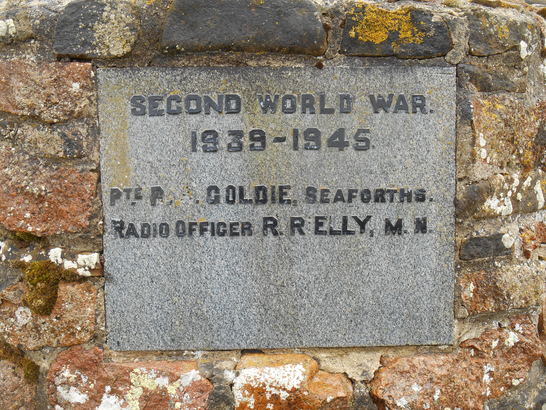 SECOND WORLD WAR.
1939-1945.
PTE GOLDIE, SEAFORTHS.
RADIO OFFICER R. R ELLY, M. N.